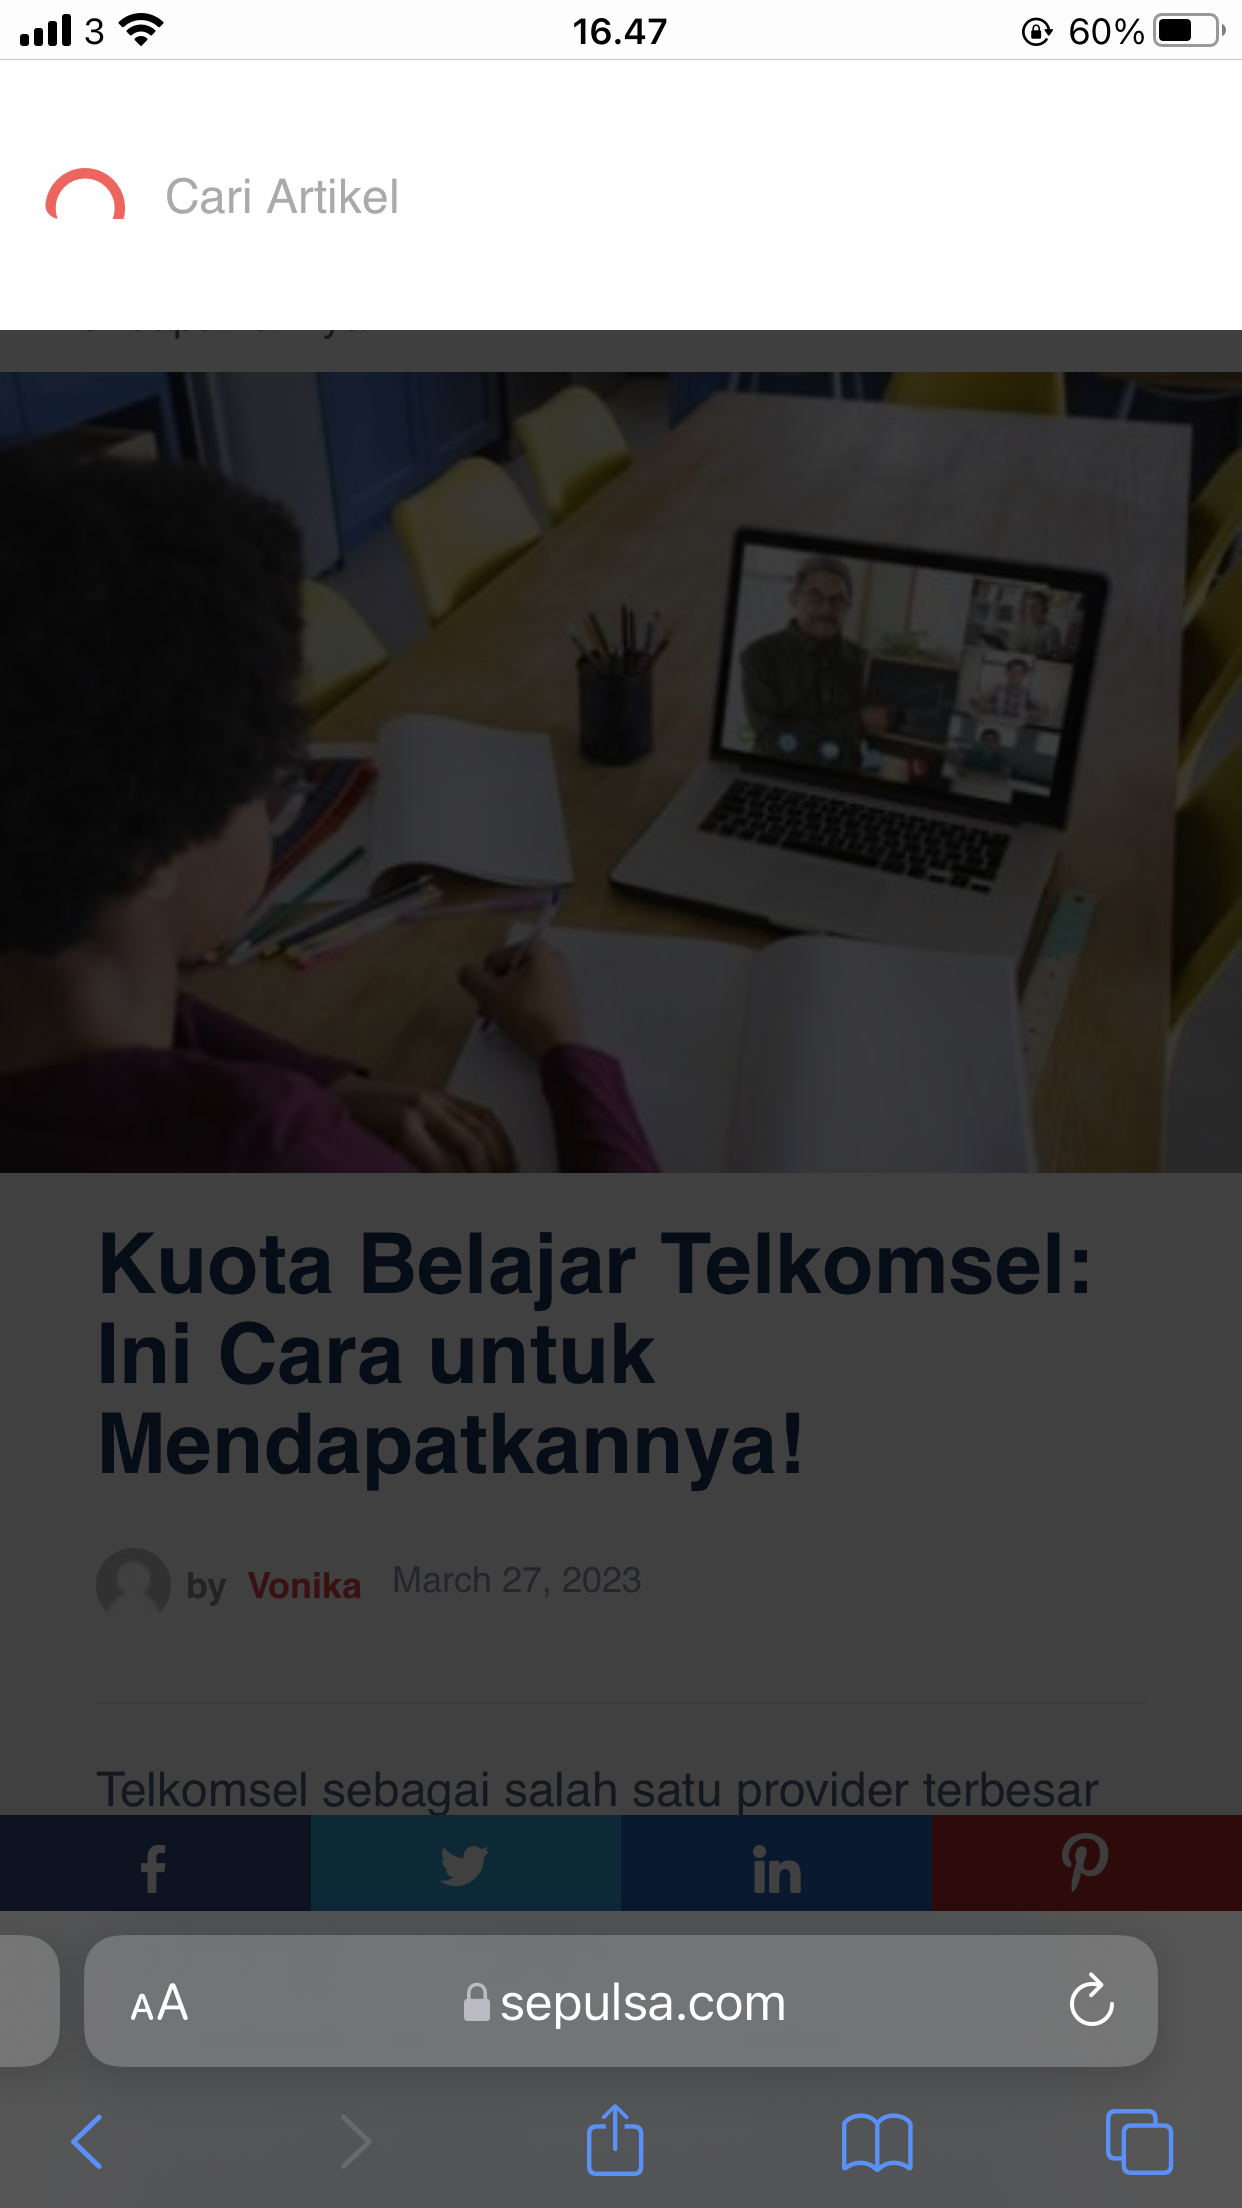 3 16.47 60%
Cari Artikel
Kuota Belajar Telkomsel:
Ini Cara untuk
Mendapatkannya!
by Vonika March 27, 2023
Telkomsel sebagai salah satu provider terbesar
AA sepulsa.com